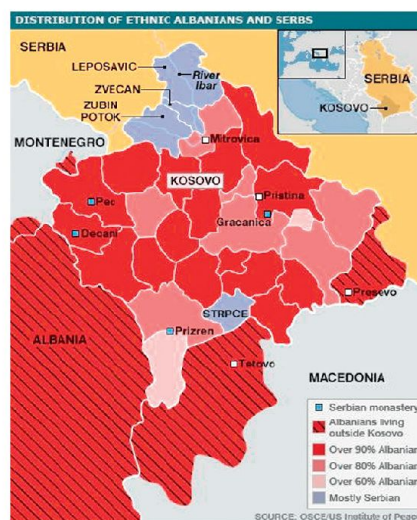 DISTRIBUTION OF ETHNIC ALBANIANS AND SERBS
SERBIA
LEPOSAVIC
River
Ibar
ZVECAN
ZUBIN
POTOK
SERBIA
KOSOVO
MONTENEGRO
Mitrovica
KOSOVO
Pec
Pristina
Gracanica
Decani
Presevo
STRPCE
ALBANIA
Prizren
Tetovo
MACEDONIA
Serbian monastery
Albanians living
outside Kosovo
Over 90% Albanian
Over 80% Albanian
Over 60% Albanian
Mostly Serbian
SOURCE: OSCE/US Institute of Peac